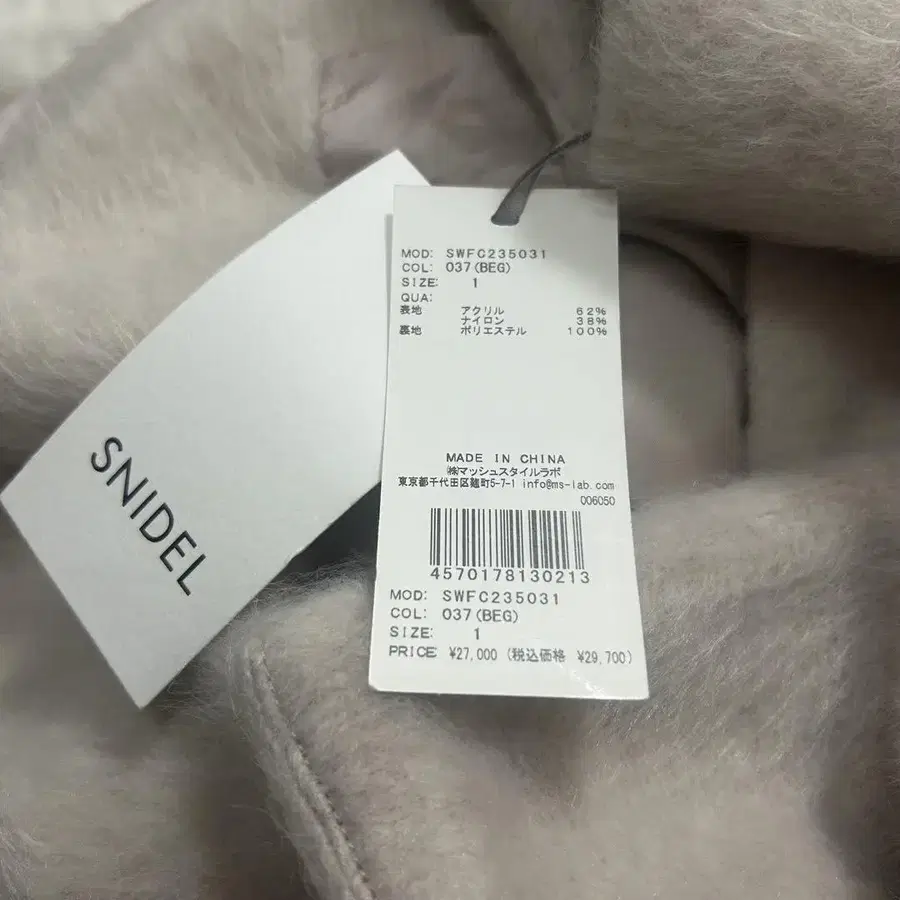 SNIDEL
MOD: SWFC235031
COL: 037(BEG)
SIZE: 1
QUA:
表地 アクリル 62%
ナイロン 38%
裏地 ポリエステル 100%
MADE IN CHINA
㈱マッシュスタイルラボ
東京都千代田区麹町5-7-1 info@ms-lab.com
006050
4570178130213
MOD: SWFC235031
COL: 037(BEG)
SIZE: 1
PRICE: ¥27,000 (税込価格 ¥29,700)